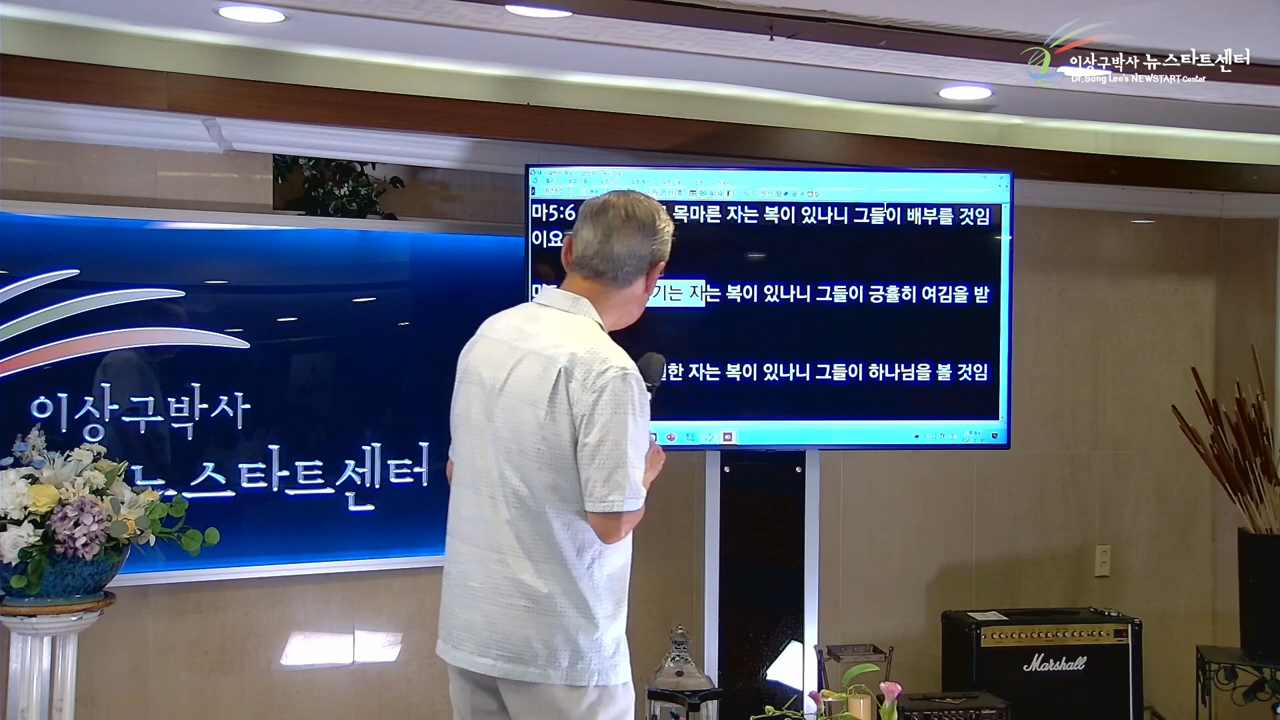 이상구박사 뉴스타트센터
Dr. Sang Lee's NEWSTART Center
마5:6 목마른 자는 복이 있나니 그들이 배부를 것임
이요
기는 자는 복이 있나니 그들이 긍휼히 여김을 받
한 자는 복이 있나니 그들이 하나님을 볼 것임
이상구박사
뉴스타트센터
Marshall